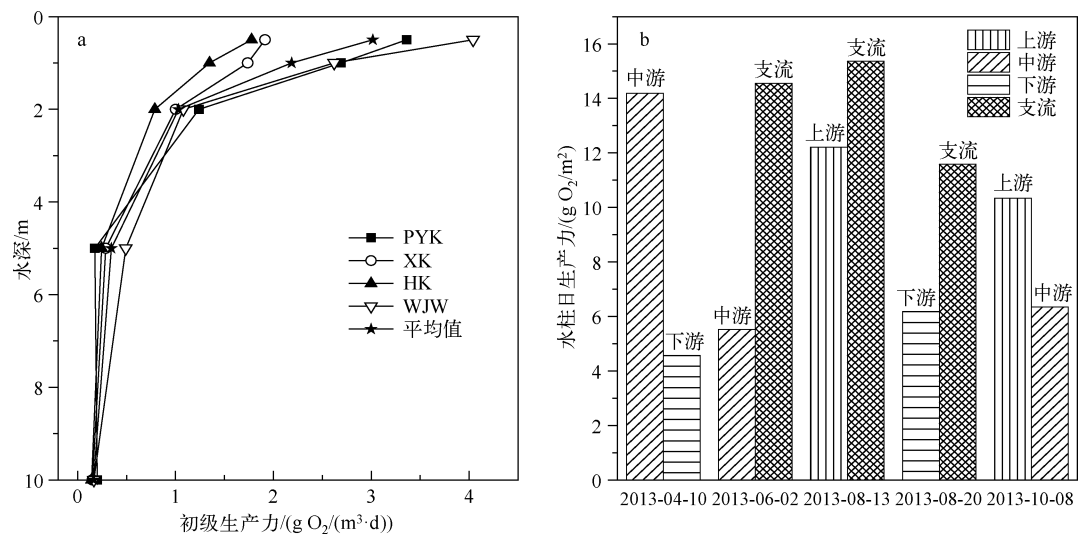 a
0
2
4
6
8
10
水深/m
0
1
2
3
4
初级生产力/(g O₂/(m³·d))
PYK
XK
HK
WJW
平均值
b
16
14
12
10
8
6
4
2
0
水柱日生产力/(g O₂/m²)
上游
中游
下游
支流
中游
下游
中游
支流
上游
支流
下游
支流
上游
中游
2013-04-10
2013-06-02
2013-08-13
2013-08-20
2013-10-08